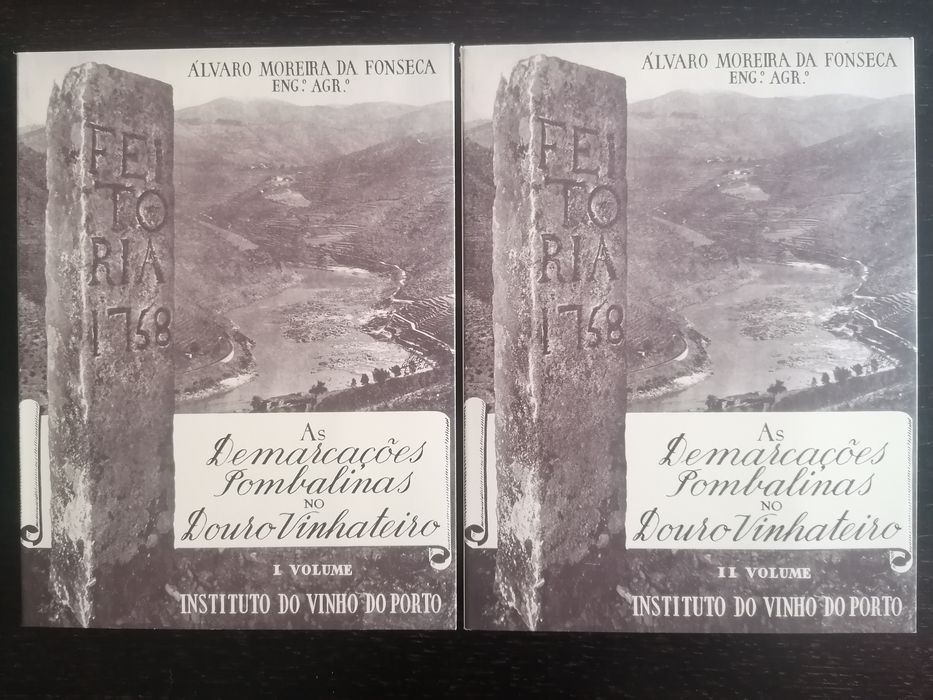 ÁLVARO MOREIRA DA FONSECA
ENG.º AGR.º
FEI
TO
RIA
1758
As
Demarcações
Pombalinas
NO
Douro Vinhateiro
I VOLUME
INSTITUTO DO VINHO DO PORTO
ÁLVARO MOREIRA DA FONSECA
ENG.º AGR.º
FEI
TO
RIA
1758
As
Demarcações
Pombalinas
NO
Douro Vinhateiro
II VOLUME
INSTITUTO DO VINHO DO PORTO